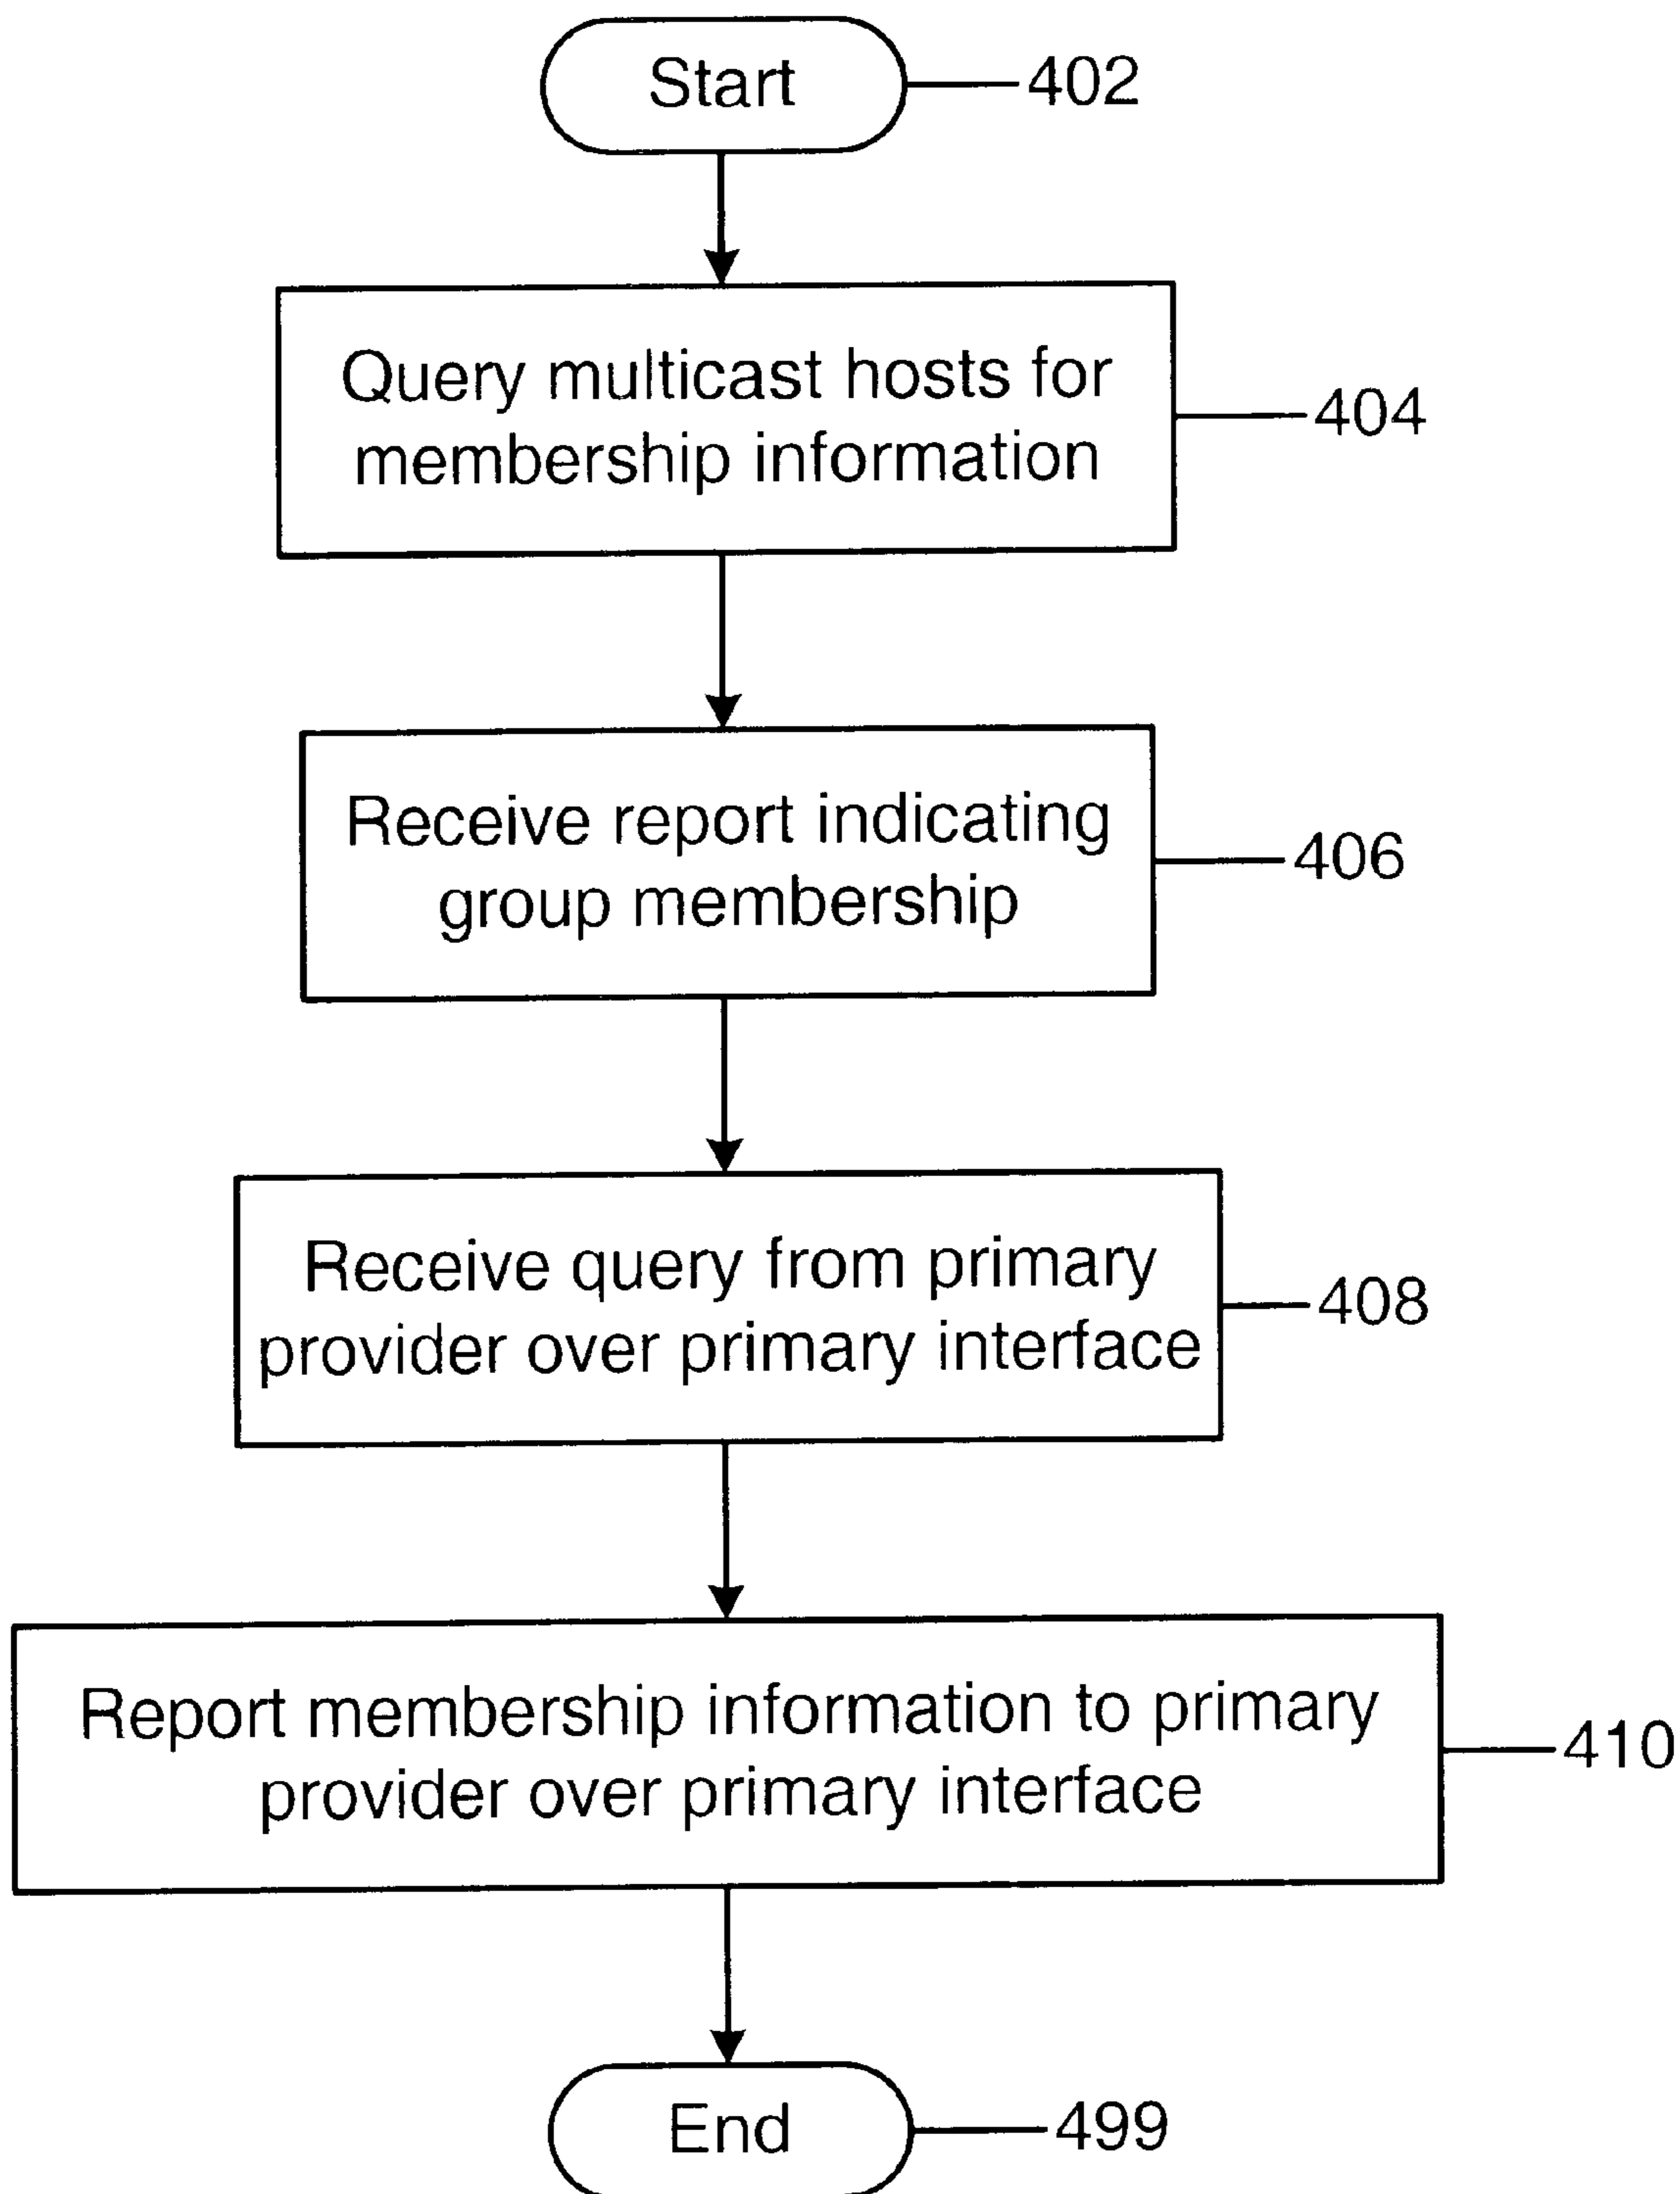 Start
402
Query multicast hosts for
membership information
404
Receive report indicating
group membership
406
Receive query from primary
provider over primary interface
408
Report membership information to primary
provider over primary interface
410
End
499